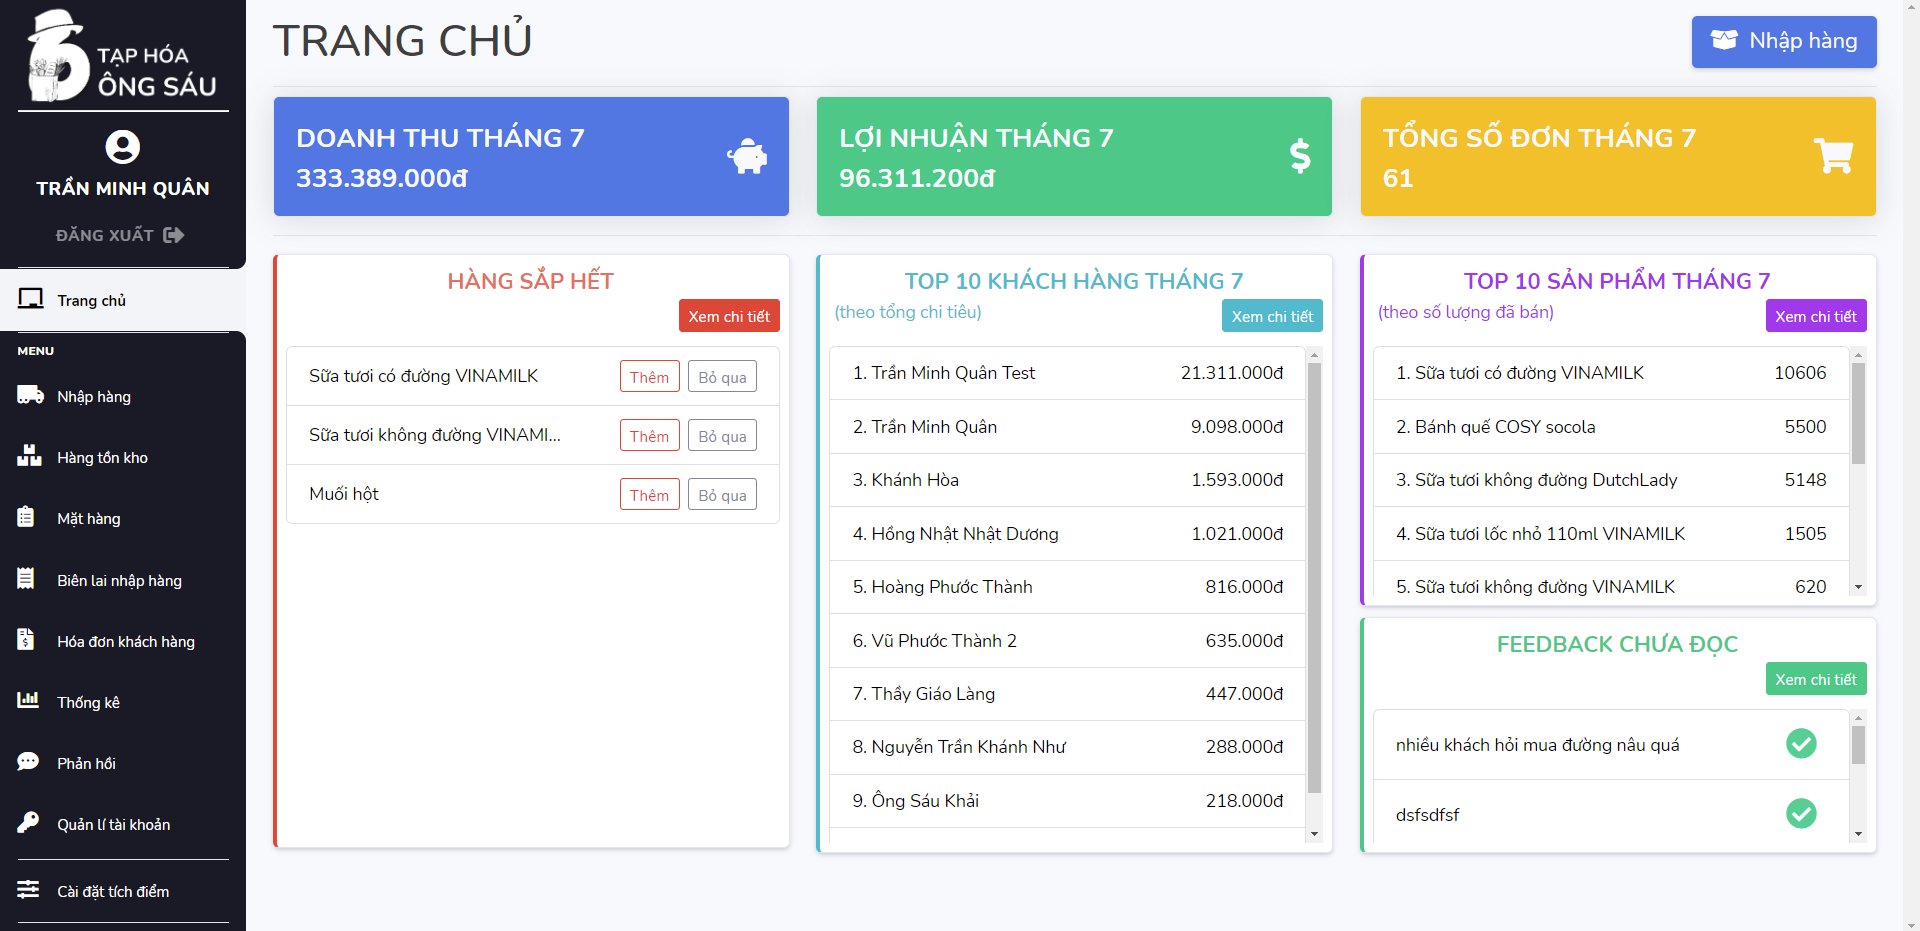 TẠP HÓA
ÔNG SÁU
TRẦN MINH QUÂN
ĐĂNG XUẤT
Trang chủ
MENU
Nhập hàng
Hàng tồn kho
Mặt hàng
Biên lai nhập hàng
Hóa đơn khách hàng
Thống kê
Phản hồi
Quản lí tài khoản
Cài đặt tích điểm
TRANG CHỦ
Nhập hàng
DOANH THU THÁNG 7
333.389.000đ
LỢI NHUẬN THÁNG 7
96.311.200đ
TỔNG SỐ ĐƠN THÁNG 7
61
HÀNG SẮP HẾT
Xem chi tiết
Sữa tươi có đường VINAMILK Thêm Bỏ qua
Sữa tươi không đường VINAMI... Thêm Bỏ qua
Muối hột Thêm Bỏ qua
TOP 10 KHÁCH HÀNG THÁNG 7
(theo tổng chi tiêu) Xem chi tiết
1. Trần Minh Quân Test 21.311.000đ
2. Trần Minh Quân 9.098.000đ
3. Khánh Hòa 1.593.000đ
4. Hồng Nhật Nhật Dương 1.021.000đ
5. Hoàng Phước Thành 816.000đ
6. Vũ Phước Thành 2 635.000đ
7. Thầy Giáo Làng 447.000đ
8. Nguyễn Trần Khánh Như 288.000đ
9. Ông Sáu Khải 218.000đ
TOP 10 SẢN PHẨM THÁNG 7
(theo số lượng đã bán) Xem chi tiết
1. Sữa tươi có đường VINAMILK 10606
2. Bánh quế COSY socola 5500
3. Sữa tươi không đường DutchLady 5148
4. Sữa tươi lốc nhỏ 110ml VINAMILK 1505
5. Sữa tươi không đường VINAMILK 620
FEEDBACK CHƯA ĐỌC
Xem chi tiết
nhiều khách hỏi mua đường nâu quá
dsfsdfsf